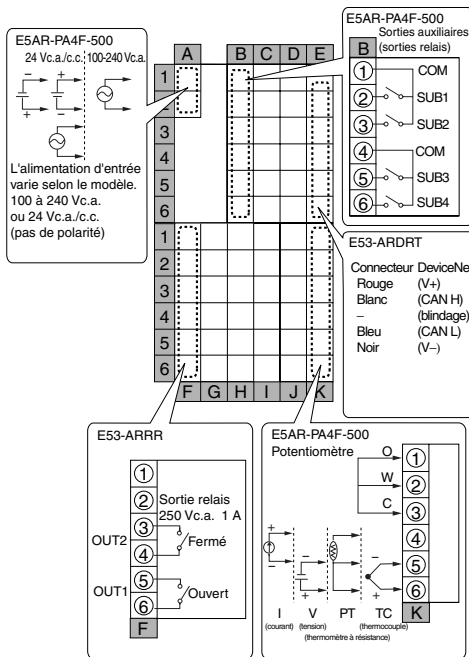 E5AR-PA4F-500
24 Vc.a./c.c. 100-240 Vc.a.
– + – +
+ – + –
L'alimentation d'entrée
varie selon le modèle.
100 à 240 Vc.a.
ou 24 Vc.a./c.c.
(pas de polarité)
A B C D E
1
2
3
4
5
6
1
2
3
4
5
6
F G H I J K
E5AR-PA4F-500
Sorties auxiliaires
(sorties relais)
B
1 COM
2 SUB1
3 SUB2
4 COM
5 SUB3
6 SUB4
E53-ARDRT
Connecteur DeviceNe
Rouge (V+)
Blanc (CAN H)
– (blindage)
Bleu (CAN L)
Noir (V–)
E53-ARRR
1
2
3
4
5
6
F
Sortie relais
250 Vc.a. 1 A
OUT2
Fermé
OUT1
Ouvert
E5AR-PA4F-500
Potentiomètre
O
W
C
1
2
3
4
5
6
K
+
–
–
+
–
+
I V PT TC
(courant) (tension) (thermocouple)
(thermomètre à résistance)